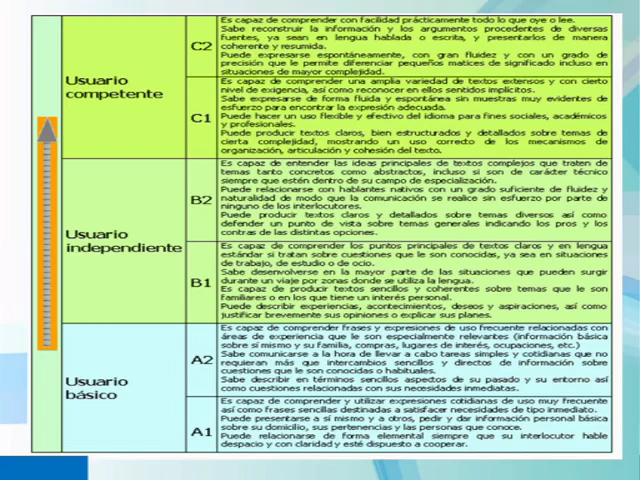 Usuario
competente
C2
Es capaz de comprender con facilidad prácticamente todo lo que oye o lee.
Sabe reconstruir la información y los argumentos procedentes de diversas
fuentes, ya sean en lengua hablada o escrita, y presentarlos de manera
coherente y resumida.
Puede expresarse espontáneamente, con gran fluidez y con un grado de
precisión que le permite diferenciar pequeños matices de significado incluso en
situaciones de mayor complejidad.
C1
Es capaz de comprender una amplia variedad de textos extensos y con cierto
nivel de exigencia, así como reconocer en ellos sentidos implícitos.
Sabe expresarse de forma fluida y espontánea sin muestras muy evidentes de
esfuerzo para encontrar la expresión adecuada.
Puede hacer un uso flexible y efectivo del idioma para fines sociales, académicos
y profesionales.
Puede producir textos claros, bien estructurados y detallados sobre temas de
cierta complejidad, mostrando un uso correcto de los mecanismos de
organización, articulación y cohesión del texto.
Usuario
independiente
B2
Es capaz de entender las ideas principales de textos complejos que traten de
temas tanto concretos como abstractos, incluso si son de carácter técnico
siempre que estén dentro de su campo de especialización.
Puede relacionarse con hablantes nativos con un grado suficiente de fluidez y
naturalidad de modo que la comunicación se realice sin esfuerzo por parte de
ninguno de los interlocutores.
Puede producir textos claros y detallados sobre temas diversos así como
defender un punto de vista sobre temas generales indicando los pros y los
contras de las distintas opciones.
B1
Es capaz de comprender los puntos principales de textos claros y en lengua
estándar si tratan sobre cuestiones que le son conocidas, ya sea en situaciones
de trabajo, de estudio o de ocio.
Sabe desenvolverse en la mayor parte de las situaciones que pueden surgir
durante un viaje por zonas donde se utiliza la lengua.
Es capaz de producir textos sencillos y coherentes sobre temas que le son
familiares o en los que tiene un interés personal.
Puede describir experiencias, acontecimientos, deseos y aspiraciones, así como
justificar brevemente sus opiniones o explicar sus planes.
Usuario
básico
A2
Es capaz de comprender frases y expresiones de uso frecuente relacionadas con
áreas de experiencia que le son especialmente relevantes (información básica
sobre sí mismo y su familia, compras, lugares de interés, ocupaciones, etc.)
Sabe comunicarse a la hora de llevar a cabo tareas simples y cotidianas que no
requieran más que intercambios sencillos y directos de información sobre
cuestiones que le son conocidas o habituales.
Sabe describir en términos sencillos aspectos de su pasado y su entorno así
como cuestiones relacionadas con sus necesidades inmediatas.
A1
Es capaz de comprender y utilizar expresiones cotidianas de uso muy frecuente
así como frases sencillas destinadas a satisfacer necesidades de tipo inmediato.
Puede presentarse a sí mismo y a otros, pedir y dar información personal básica
sobre su domicilio, sus pertenencias y las personas que conoce.
Puede relacionarse de forma elemental siempre que su interlocutor hable
despacio y con claridad y esté dispuesto a cooperar.